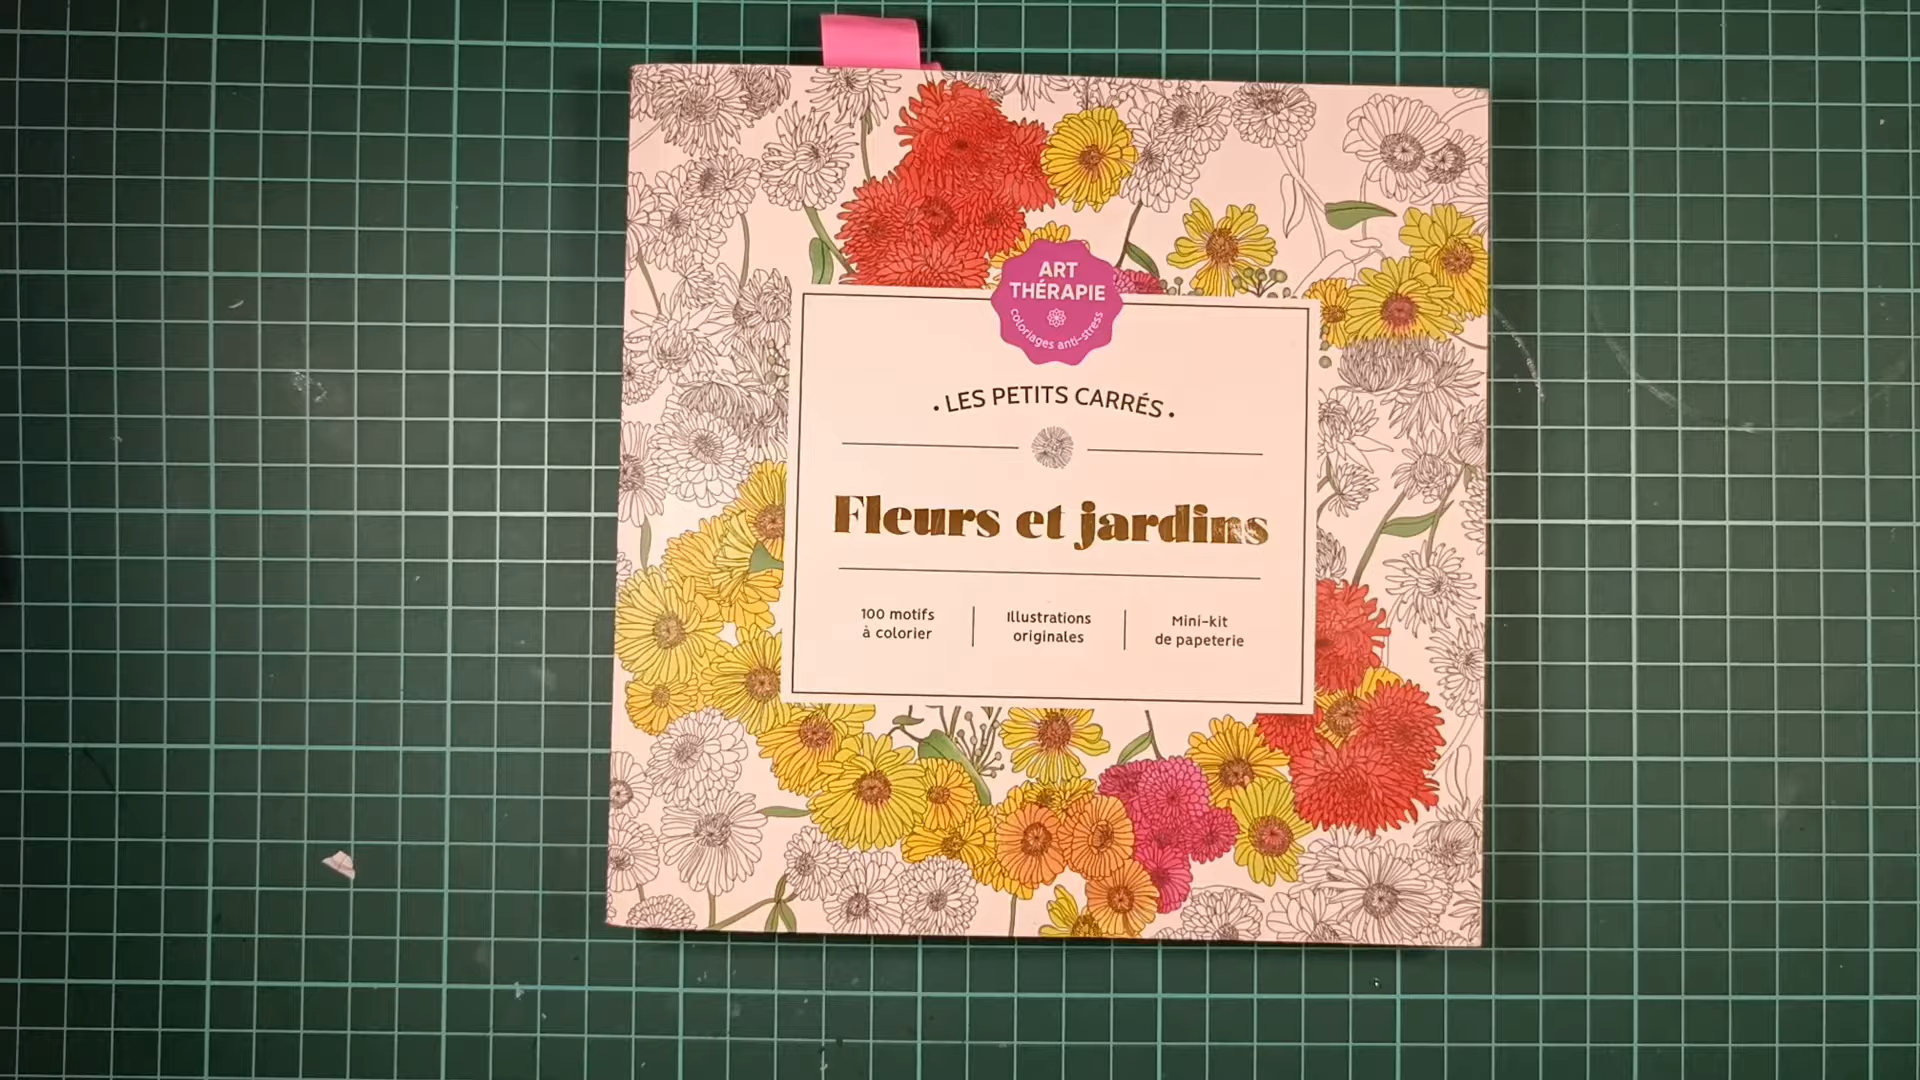 ART
THÉRAPIE
coloriages anti-stress
• LES PETITS CARRÉS •
Fleurs et jardins
100 motifs
à colorier
Illustrations
originales
Mini-kit
de papeterie